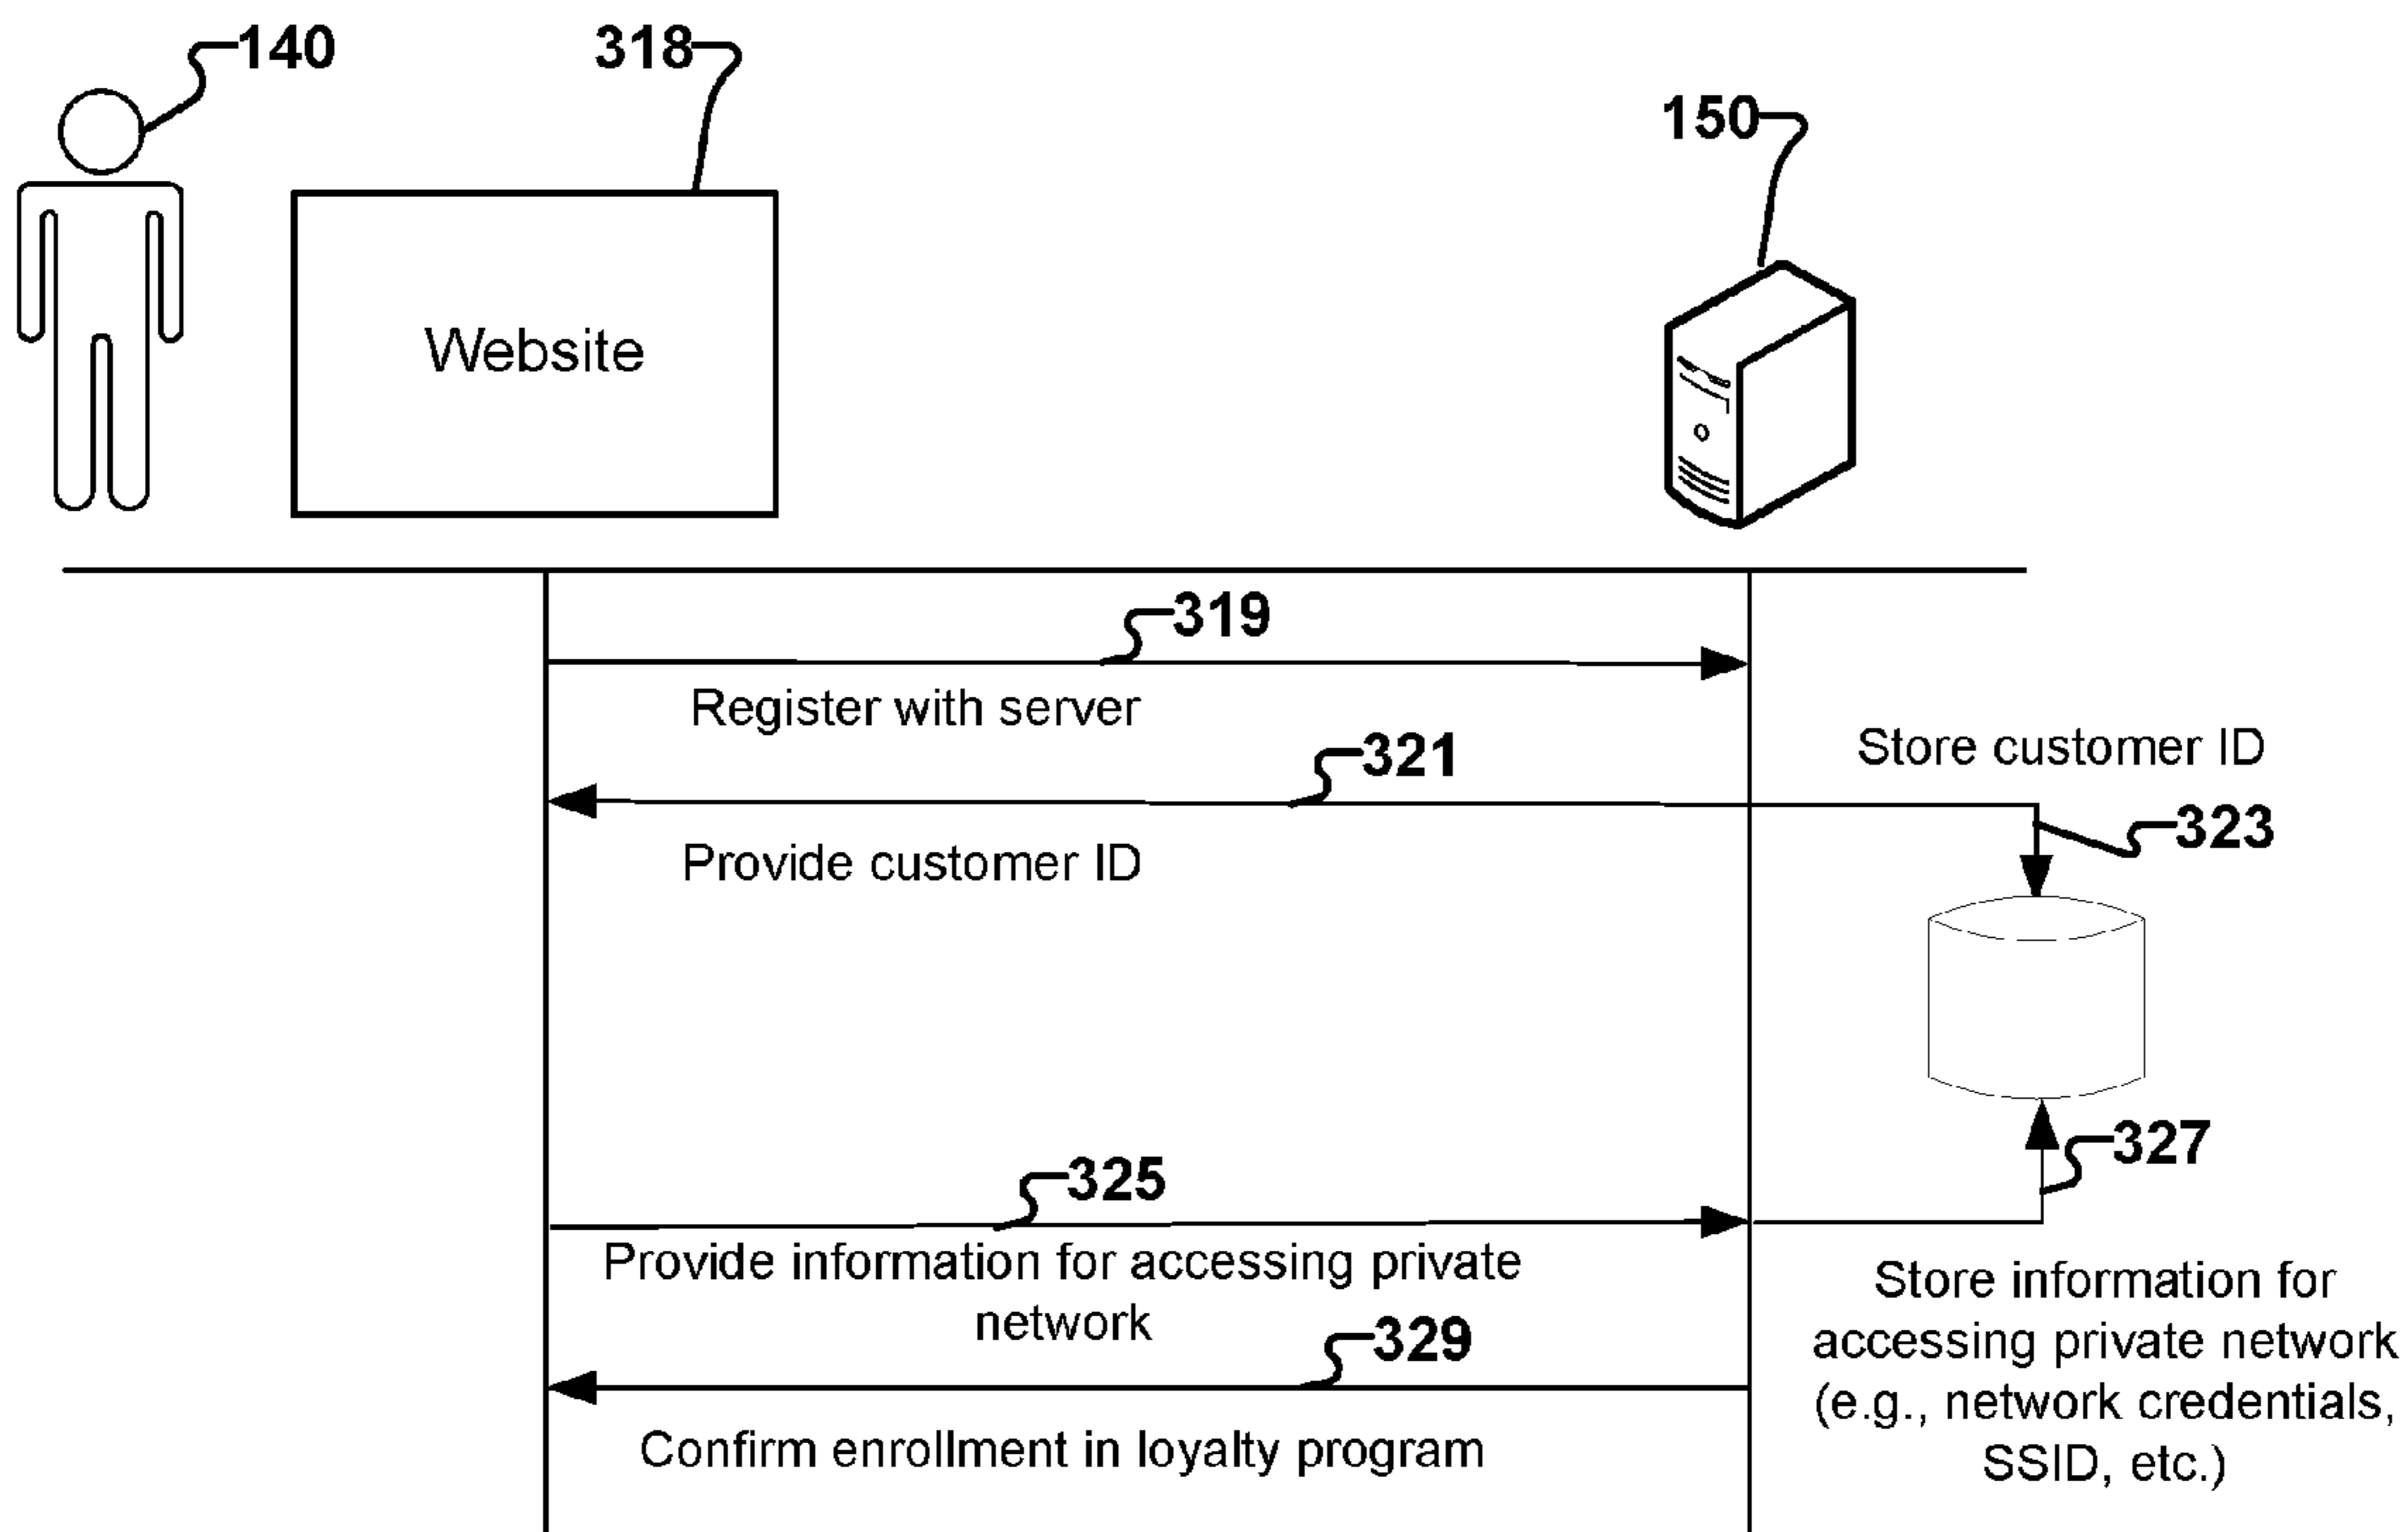 140
318
150
Website
319
Register with server
321
Store customer ID
323
Provide customer ID
327
325
Provide information for accessing private
network
Store information for
accessing private network
(e.g., network credentials,
SSID, etc.)
329
Confirm enrollment in loyalty program